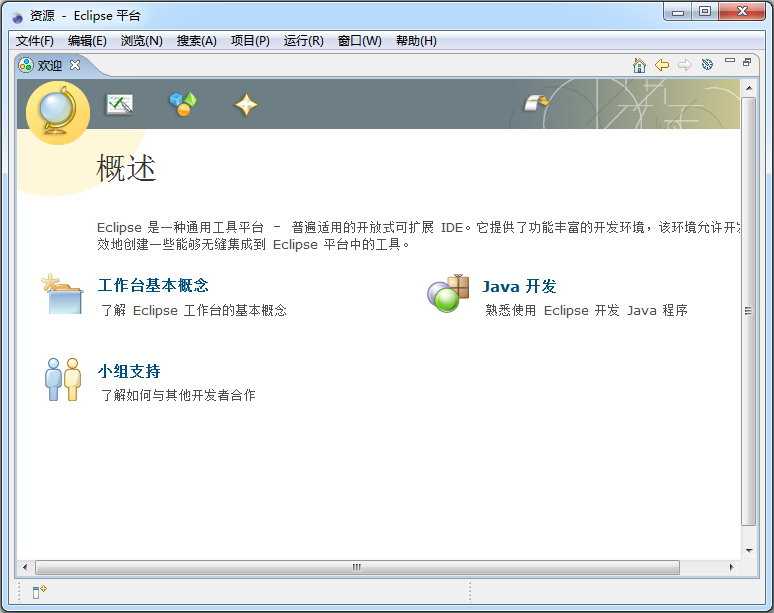 资源 - Eclipse 平台
文件(F) 编辑(E) 浏览(N) 搜索(A) 项目(P) 运行(R) 窗口(W) 帮助(H)
欢迎
概述
Eclipse 是一种通用工具平台 - 普遍适用的开放式可扩展 IDE。它提供了功能丰富的开发环境，该环境允许开
效地创建一些能够无缝集成到 Eclipse 平台中的工具。
工作台基本概念
了解 Eclipse 工作台的基本概念
Java 开发
熟悉使用 Eclipse 开发 Java 程序
小组支持
了解如何与其他开发者合作